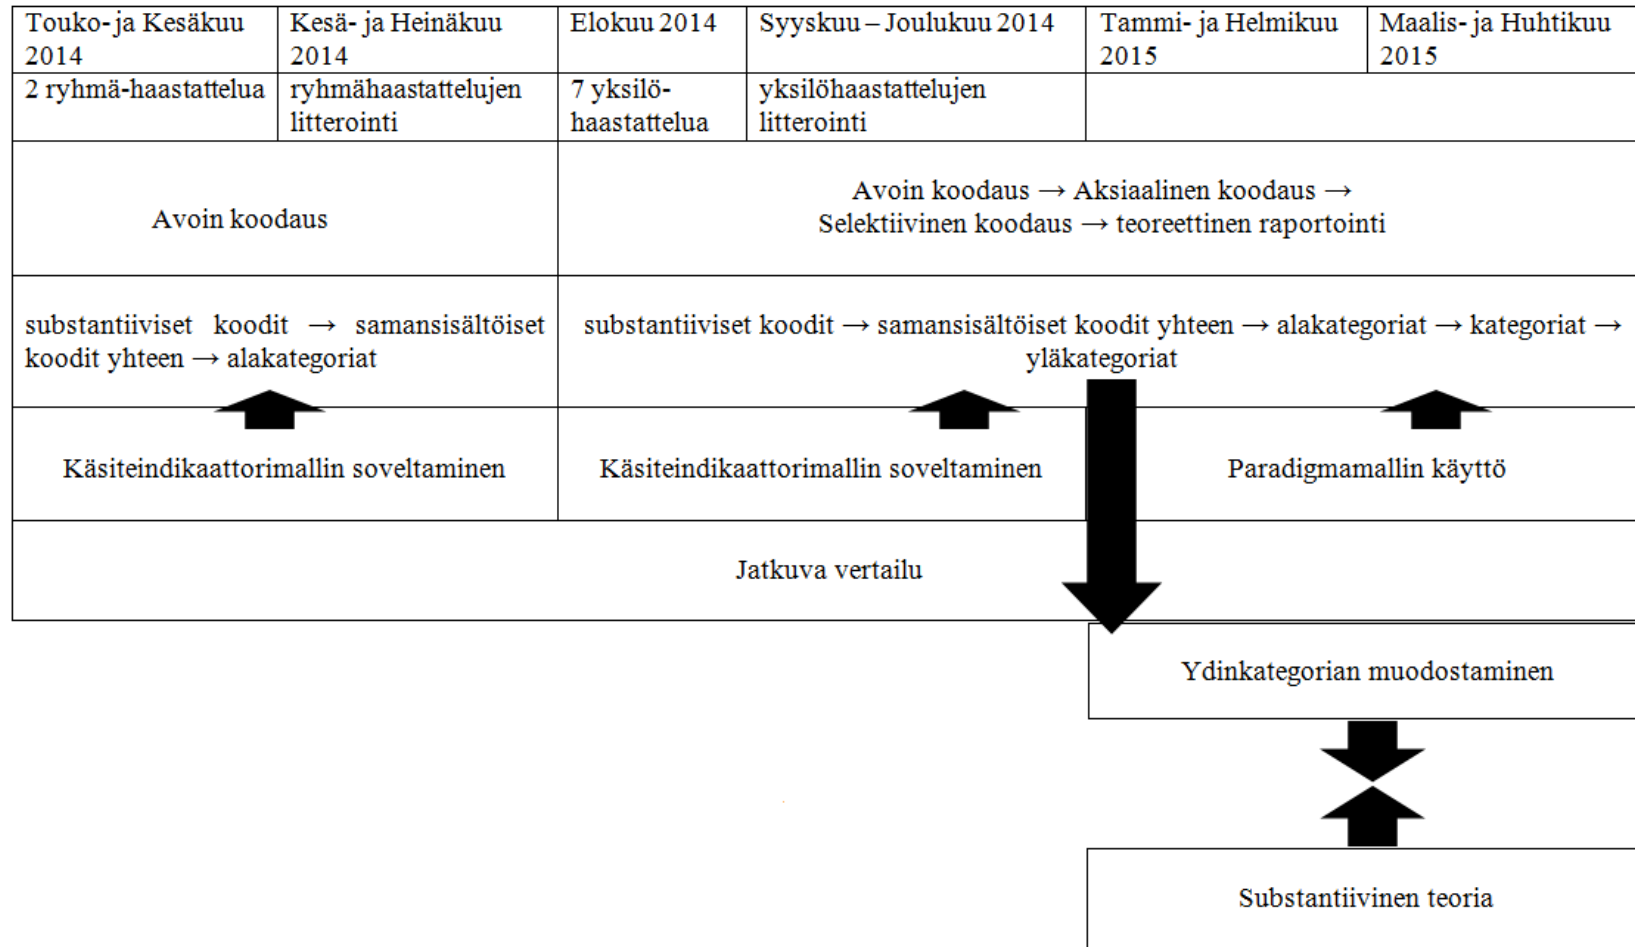 Touko- ja Kesäkuu
2014
Kesä- ja Heinäkuu
2014
Elokuu 2014
Syyskuu – Joulukuu 2014
Tammi- ja Helmikuu
2015
Maalis- ja Huhtikuu
2015
2 ryhmä-haastattelua
ryhmähaastattelujen
litterointi
7 yksilö-
haastattelua
yksilöhaastattelujen
litterointi
Avoin koodaus
Avoin koodaus → Aksiaalinen koodaus →
Selektiivinen koodaus → teoreettinen raportointi
substantiiviset koodit → samansisältöiset
koodit yhteen → alakategoriat
substantiiviset koodit → samansisältöiset koodit yhteen → alakategoriat → kategoriat →
yläkategoriat
Käsiteindikaattorimallin soveltaminen
Käsiteindikaattorimallin soveltaminen
Paradigmamallin käyttö
Jatkuva vertailu
Ydinkategorian muodostaminen
Substantiivinen teoria